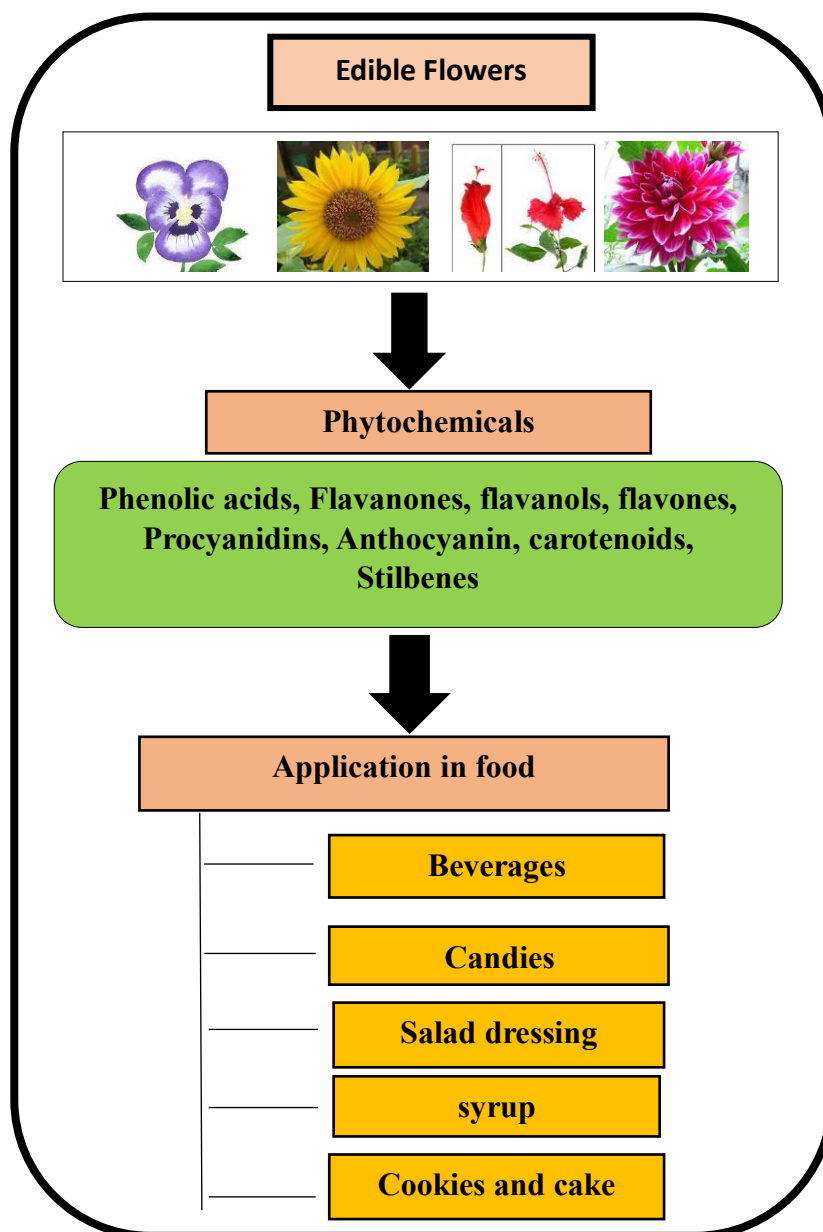 Edible Flowers
Phytochemicals
Phenolic acids, Flavanones, flavanols, flavones,
Procyanidins, Anthocyanin, carotenoids,
Stilbenes
Application in food
Beverages
Candies
Salad dressing
syrup
Cookies and cake